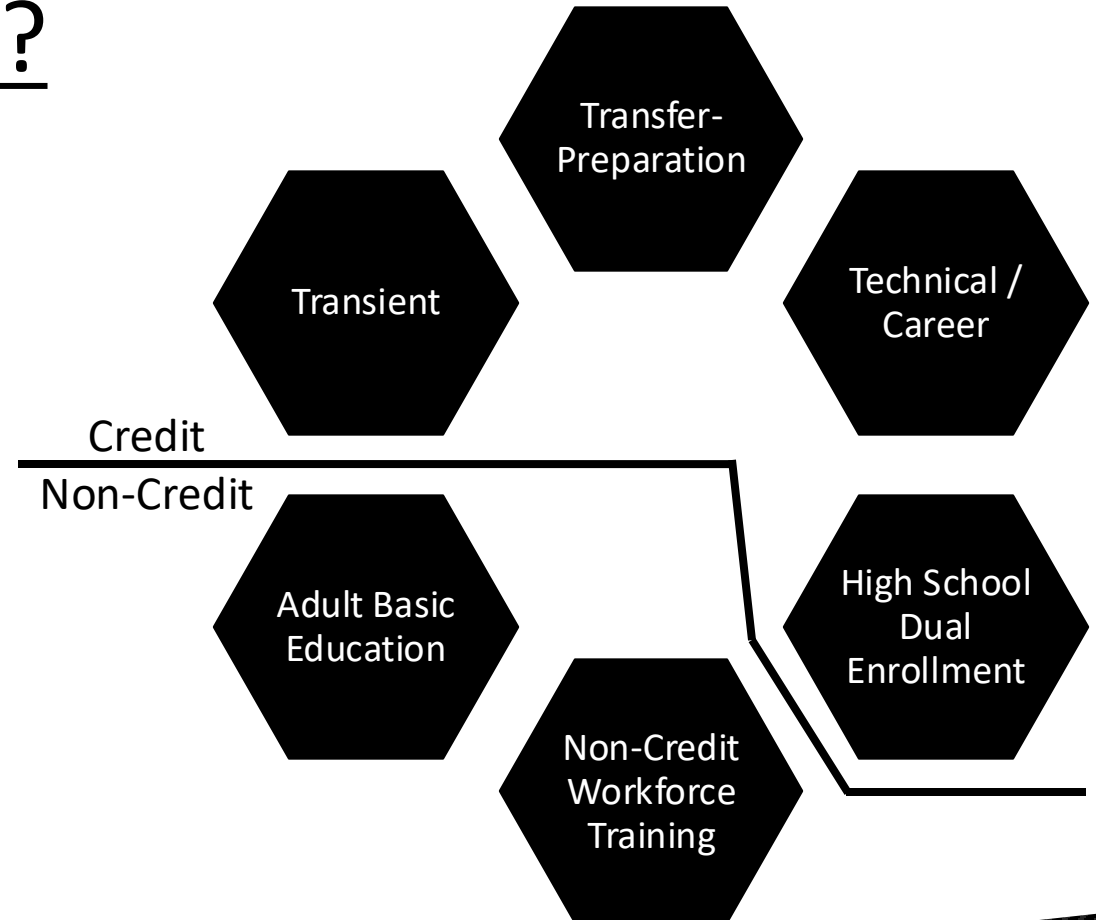 ?
Transfer-
Preparation
Transient
Technical /
Career
Credit
Non-Credit
Adult Basic
Education
High School
Dual
Enrollment
Non-Credit
Workforce
Training